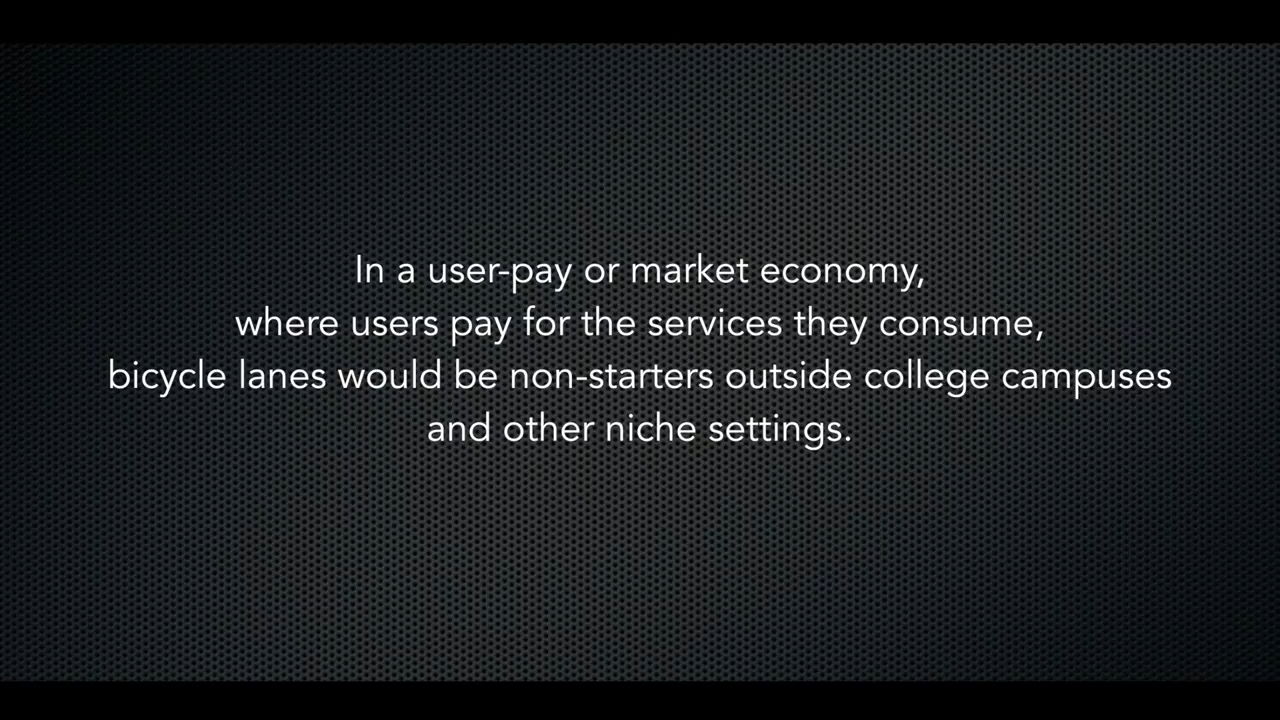 In a user-pay or market economy,
where users pay for the services they consume,
bicycle lanes would be non-starters outside college campuses
and other niche settings.